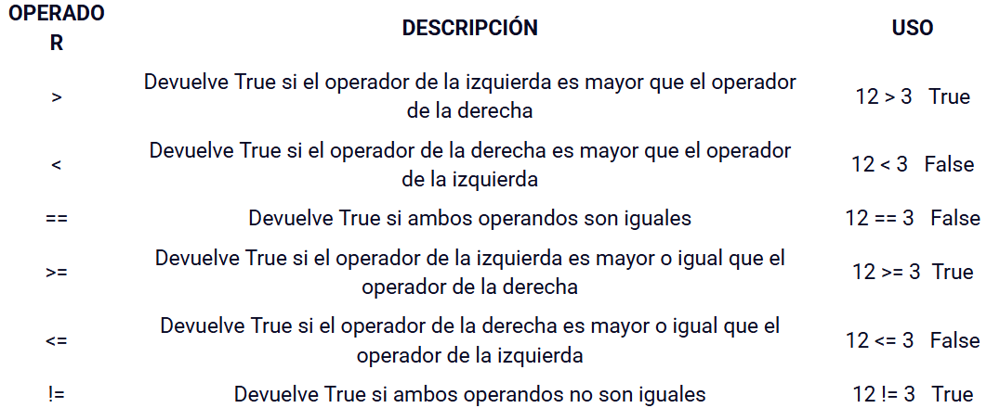 OPERADO
R
DESCRIPCIÓN
USO
>
Devuelve True si el operador de la izquierda es mayor que el operador
de la derecha
12 > 3 True
<
Devuelve True si el operador de la derecha es mayor que el operador
de la izquierda
12 < 3 False
==
Devuelve True si ambos operandos son iguales
12 == 3 False
>=
Devuelve True si el operador de la izquierda es mayor o igual que el
operador de la derecha
12 >= 3 True
<=
Devuelve True si el operador de la derecha es mayor o igual que el
operador de la izquierda
12 <= 3 False
!=
Devuelve True si ambos operandos no son iguales
12 != 3 True